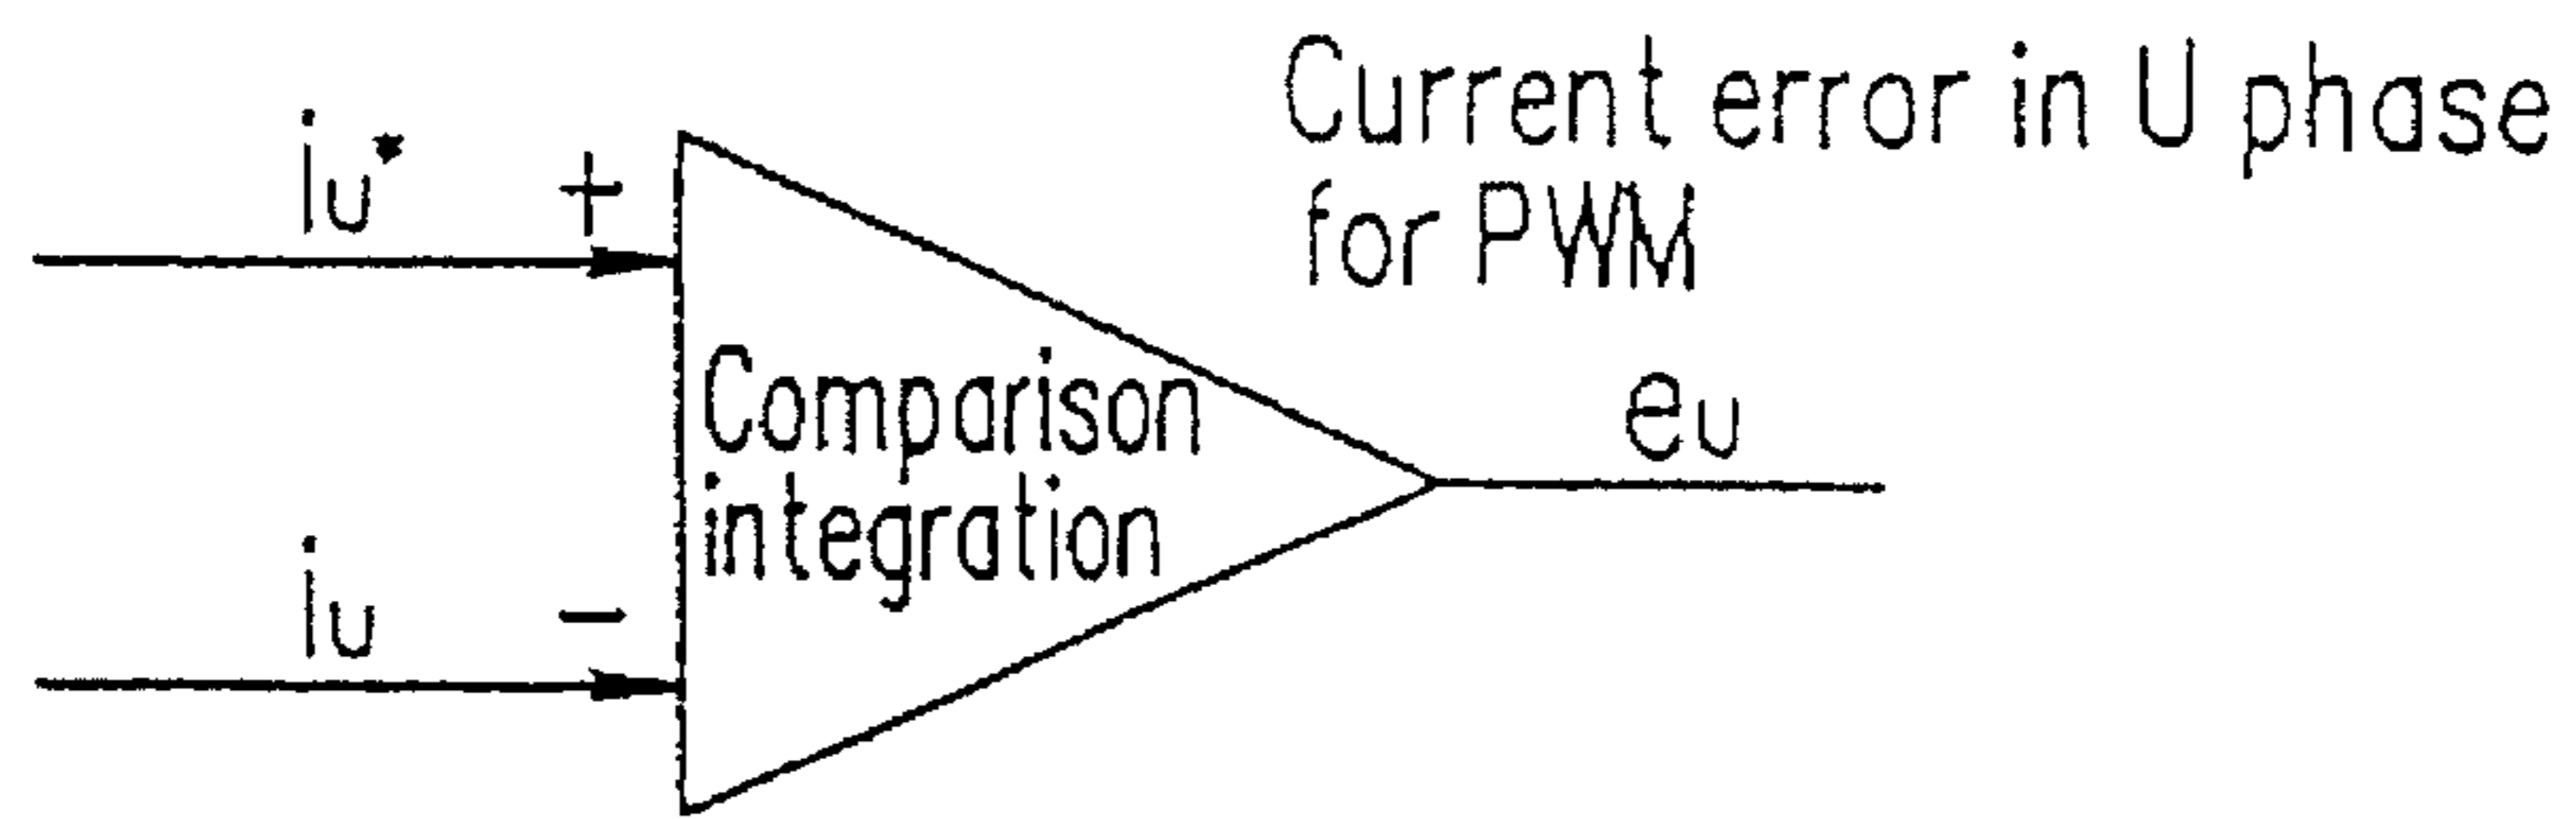 iu* +
Current error in U phase
for PWM
Comparison
integration
eu
iu −